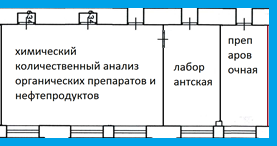 химический
количественный анализ
органических препаратов и
нефтепродуктов
лабор
антская
преп
аров
очная